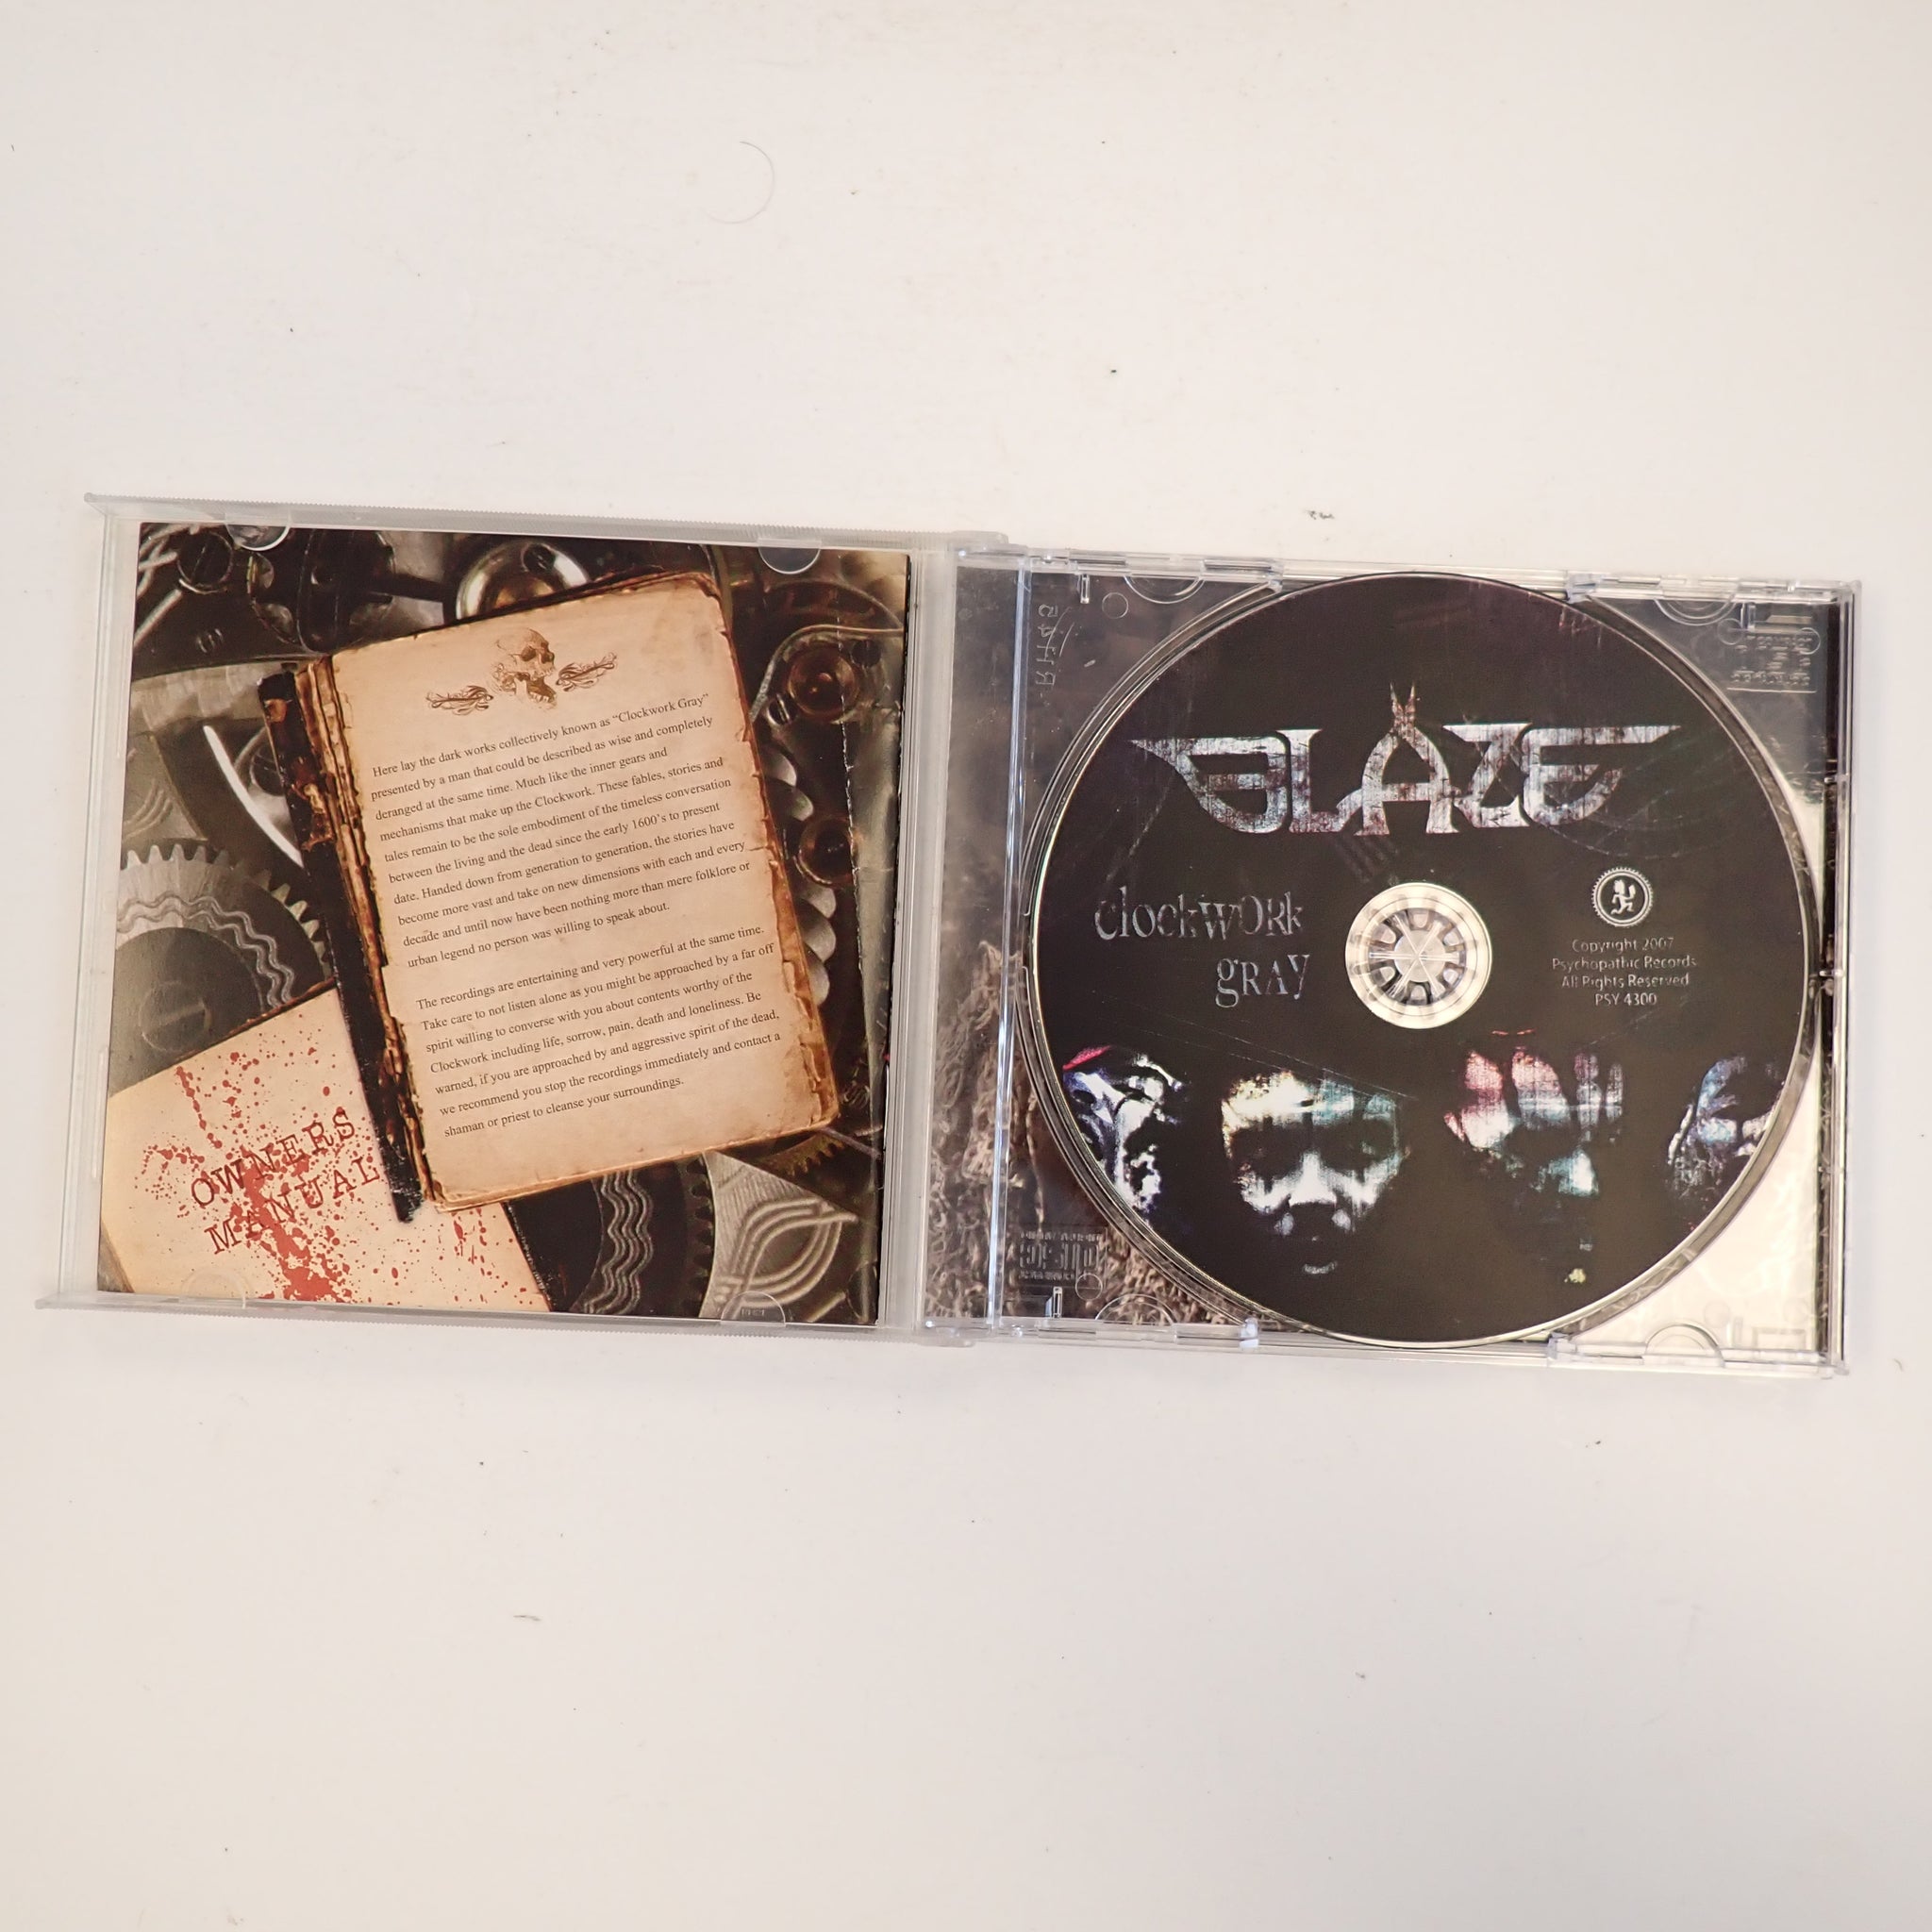 Here lay the dark works collectively known as “Clockwork Gray”
presented by a man that could be described as wise and completely
deranged at the same time. Much like the inner gears and
mechanisms that make up the Clockwork. These fables, stories and
tales remain to be the sole embodiment of the timeless conversation
between the living and the dead since the early 1600’s to present
date. Handed down from generation to generation, the stories have
become more vast and take on new dimensions with each and every
decade and until now have been nothing more than mere folklore or
urban legend no person was willing to speak about.
The recordings are entertaining and very powerful at the same time.
Take care to not listen alone as you might be approached by a far off
spirit willing to converse with you about contents worthy of the
Clockwork including life, sorrow, pain, death and loneliness. Be
warned, if you are approached by and aggressive spirit of the dead,
we recommend you stop the recordings immediately and contact a
shaman or priest to cleanse your surroundings.
OWNERS
MANUAL
BLAZE
clockwORk
gRAy
Copyright 2007
Psychopathic Records
All Rights Reserved
PSY 4300